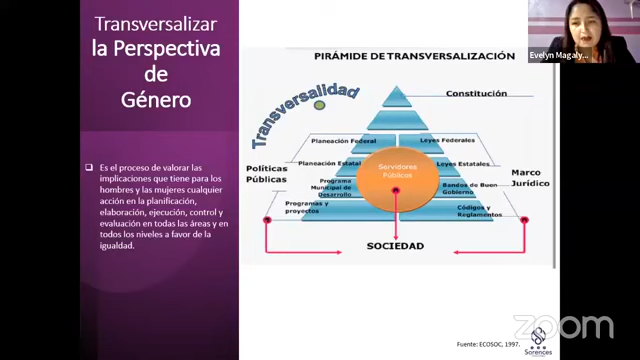 Transversalizar
la Perspectiva
de
Género
❑ Es el proceso de valorar las
implicaciones que tiene para los
hombres y las mujeres cualquier
acción en la planificación,
elaboración, ejecución, control y
evaluación en todas las áreas y en
todos los niveles a favor de la
igualdad.
PIRÁMIDE DE TRANSVERSALIZACIÓN
Transversalidad
Constitución
Planeación Federal
Leyes Federales
Planeación Estatal
Leyes Estatales
Servidores
Públicos
Políticas
Públicas
Marco
Jurídico
Programa
Municipal de
Desarrollo
Bandos de Buen
Gobierno
Programas y
proyectos
Códigos y
Reglamentos
SOCIEDAD
Fuente: ECOSOC, 1997.
Sorences
zoom
Evelyn Magaly...